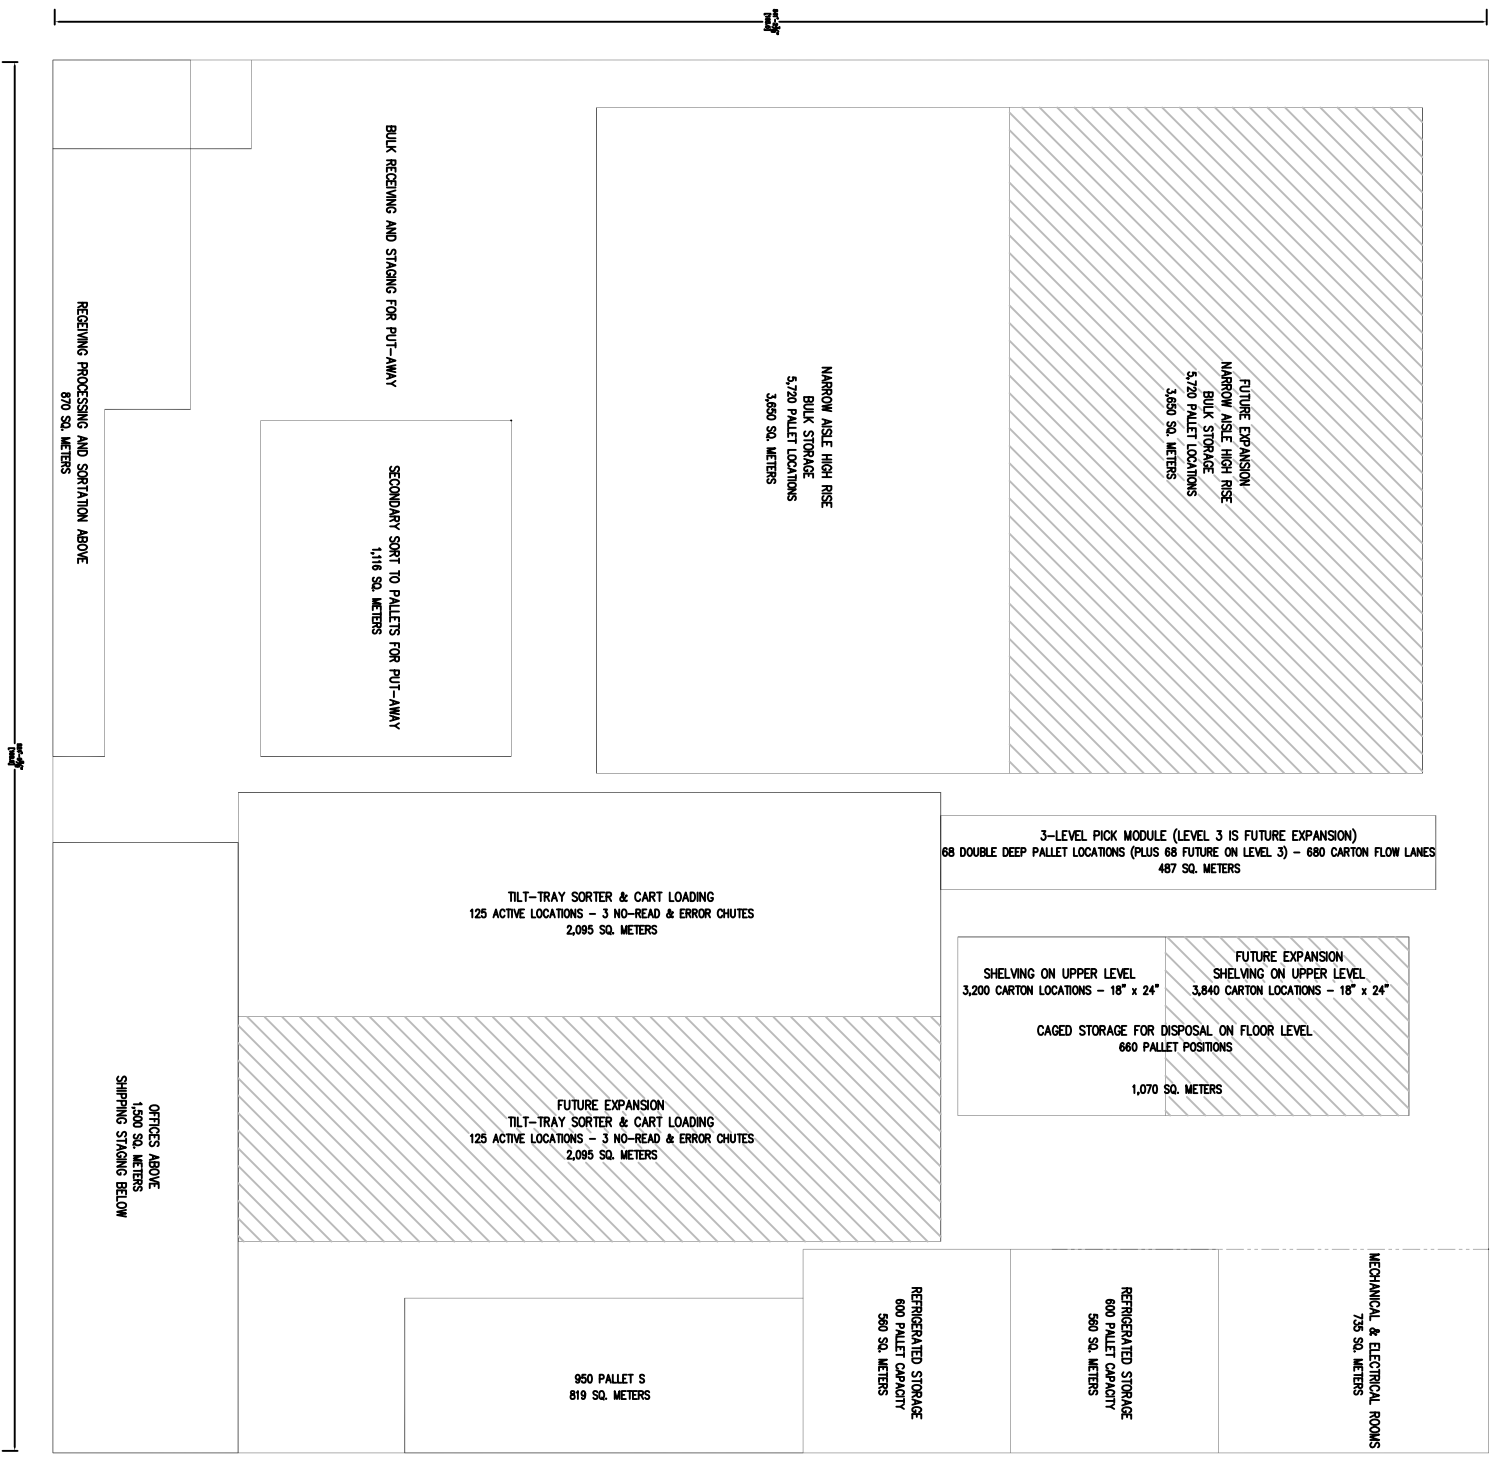 BULK RECEIVING AND STAGING FOR PUT-AWAY
REGEIVING PROCESSING AND SORTATION ABOVE
870 SQ. METERS
SECONDARY SORT TO PALLETS FOR PUT-AWAY
1,116 SQ. METERS
NARROW AISLE HIGH RISE
BULK STORAGE
5,720 PALLET LOCATIONS
3,650 SQ. METERS
FUTURE EXPANSION
NARROW AISLE HIGH RISE
BULK STORAGE
5,720 PALLET LOCATIONS
3,650 SQ. METERS
3-LEVEL PICK MODULE (LEVEL 3 IS FUTURE EXPANSION)
68 DOUBLE DEEP PALLET LOCATIONS (PLUS 68 FUTURE ON LEVEL 3) - 680 CARTON FLOW LANES
487 SQ. METERS
TILT-TRAY SORTER & CART LOADING
125 ACTIVE LOCATIONS - 3 NO-READ & ERROR CHUTES
2,095 SQ. METERS
SHELVING ON UPPER LEVEL
3,200 CARTON LOCATIONS - 18" x 24"
FUTURE EXPANSION
SHELVING ON UPPER LEVEL
3,840 CARTON LOCATIONS - 18" x 24"
CAGED STORAGE FOR DISPOSAL ON FLOOR LEVEL
660 PALLET POSITIONS
1,070 SQ. METERS
FUTURE EXPANSION
TILT-TRAY SORTER & CART LOADING
125 ACTIVE LOCATIONS - 3 NO-READ & ERROR CHUTES
2,095 SQ. METERS
OFFICES ABOVE
1,500 SQ. METERS
SHIPPING STAGING BELOW
950 PALLET S
819 SQ. METERS
REFRIGERATED STORAGE
600 PALLET CAPACITY
560 SQ. METERS
REFRIGERATED STORAGE
600 PALLET CAPACITY
560 SQ. METERS
MECHANICAL & ELECTRICAL ROOMS
735 SQ. METERS